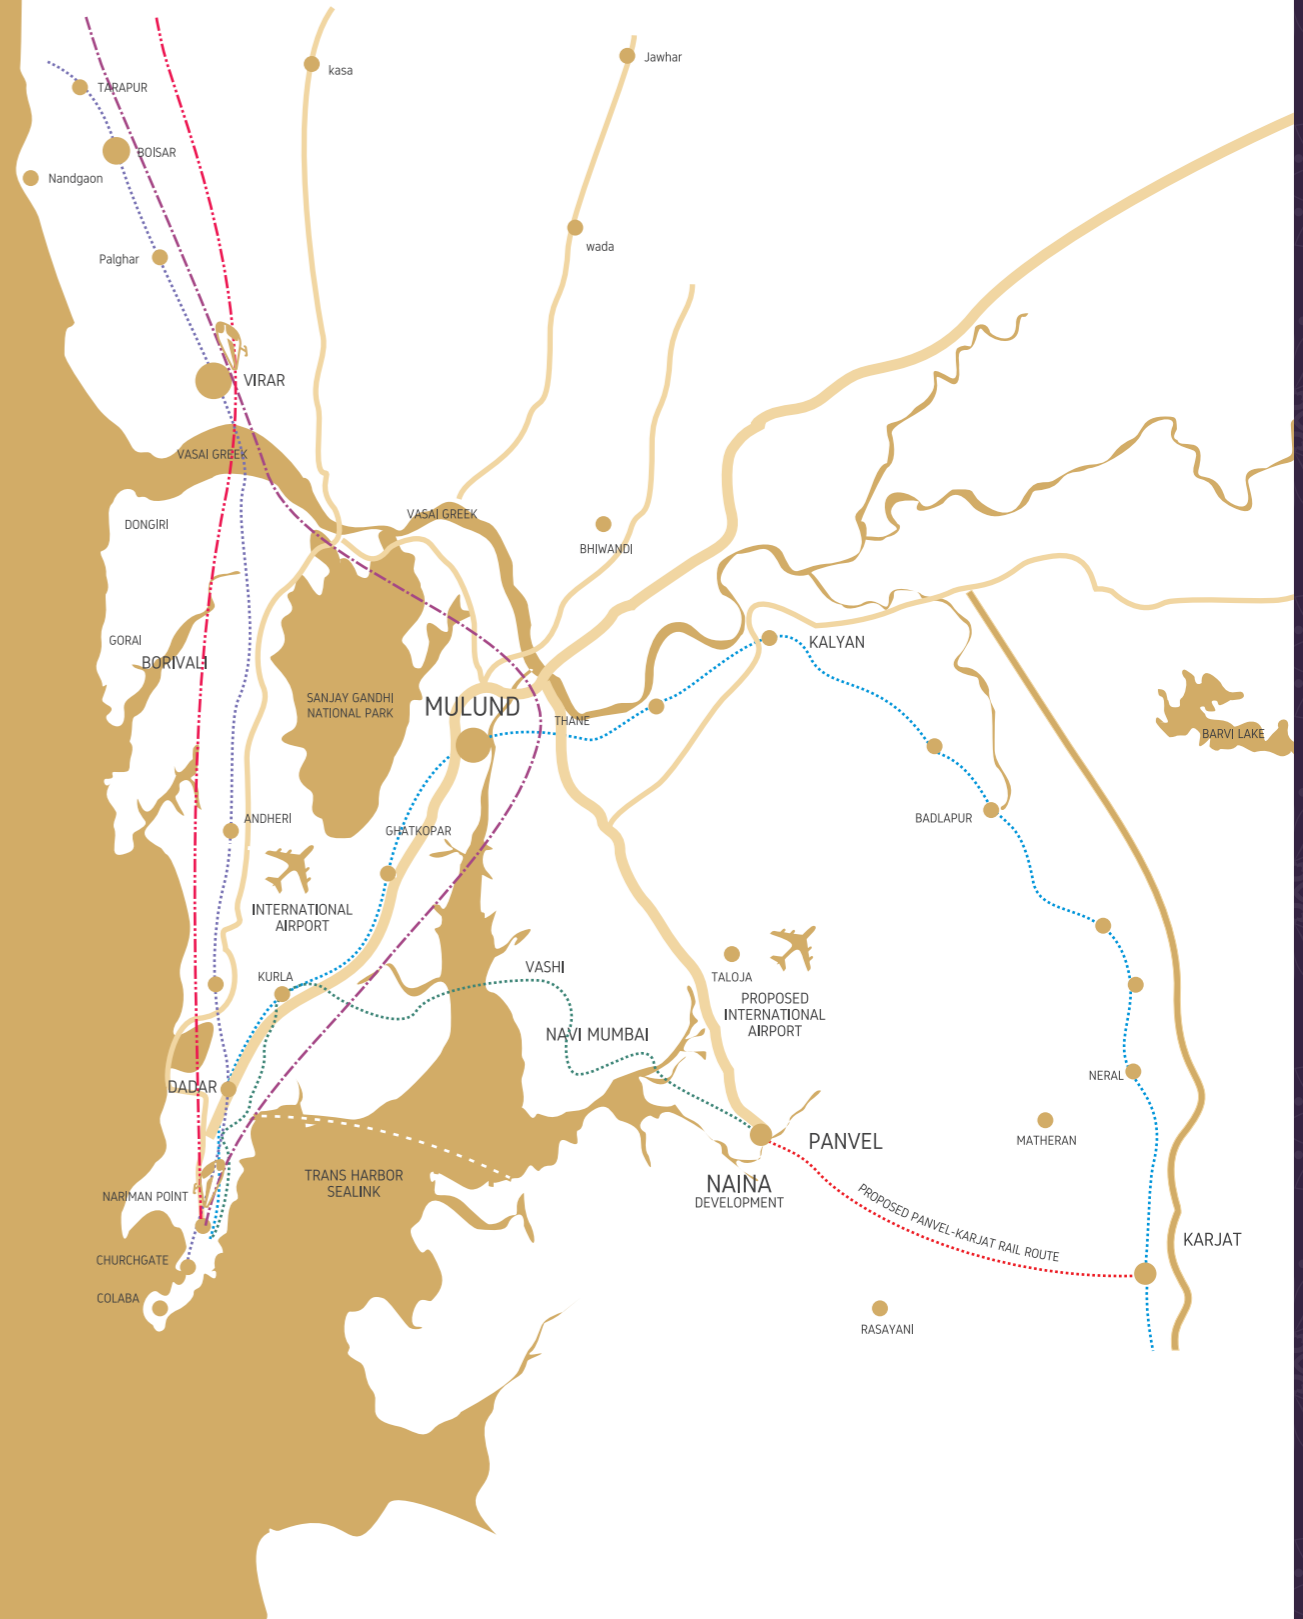 kasa
Jawhar
TARAPUR
BOISAR
Nandgaon
wada
Palghar
VIRAR
VASAI GREEK
VASAI GREEK
DONGIRI
BHIWANDI
GORAI
BORIVALI
KALYAN
SANJAY GANDHI
NATIONAL PARK
MULUND
THANE
BARVI LAKE
ANDHERI
GHATKOPAR
BADLAPUR
INTERNATIONAL
AIRPORT
KURLA
VASHI
TALOJA
PROPOSED
INTERNATIONAL
AIRPORT
NAVI MUMBAI
DADAR
NERAL
MATHERAN
PANVEL
TRANS HARBOR
SEALINK
NARIMAN POINT
NAINA
DEVELOPMENT
PROPOSED PANVEL-KARJAT RAIL ROUTE
KARJAT
CHURCHGATE
COLABA
RASAYANI